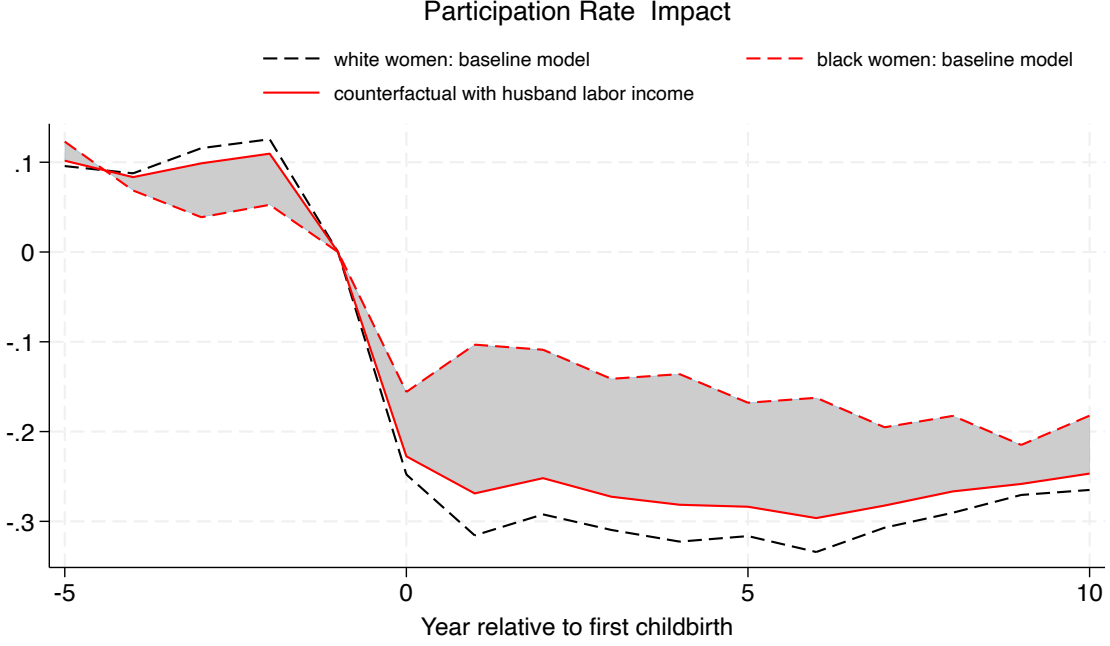 Participation Rate  Impact
white women: baseline model
black women: baseline model
counterfactual with husband labor income
.1
0
-.1
-.2
-.3
-5
0
5
10
Year relative to first childbirth